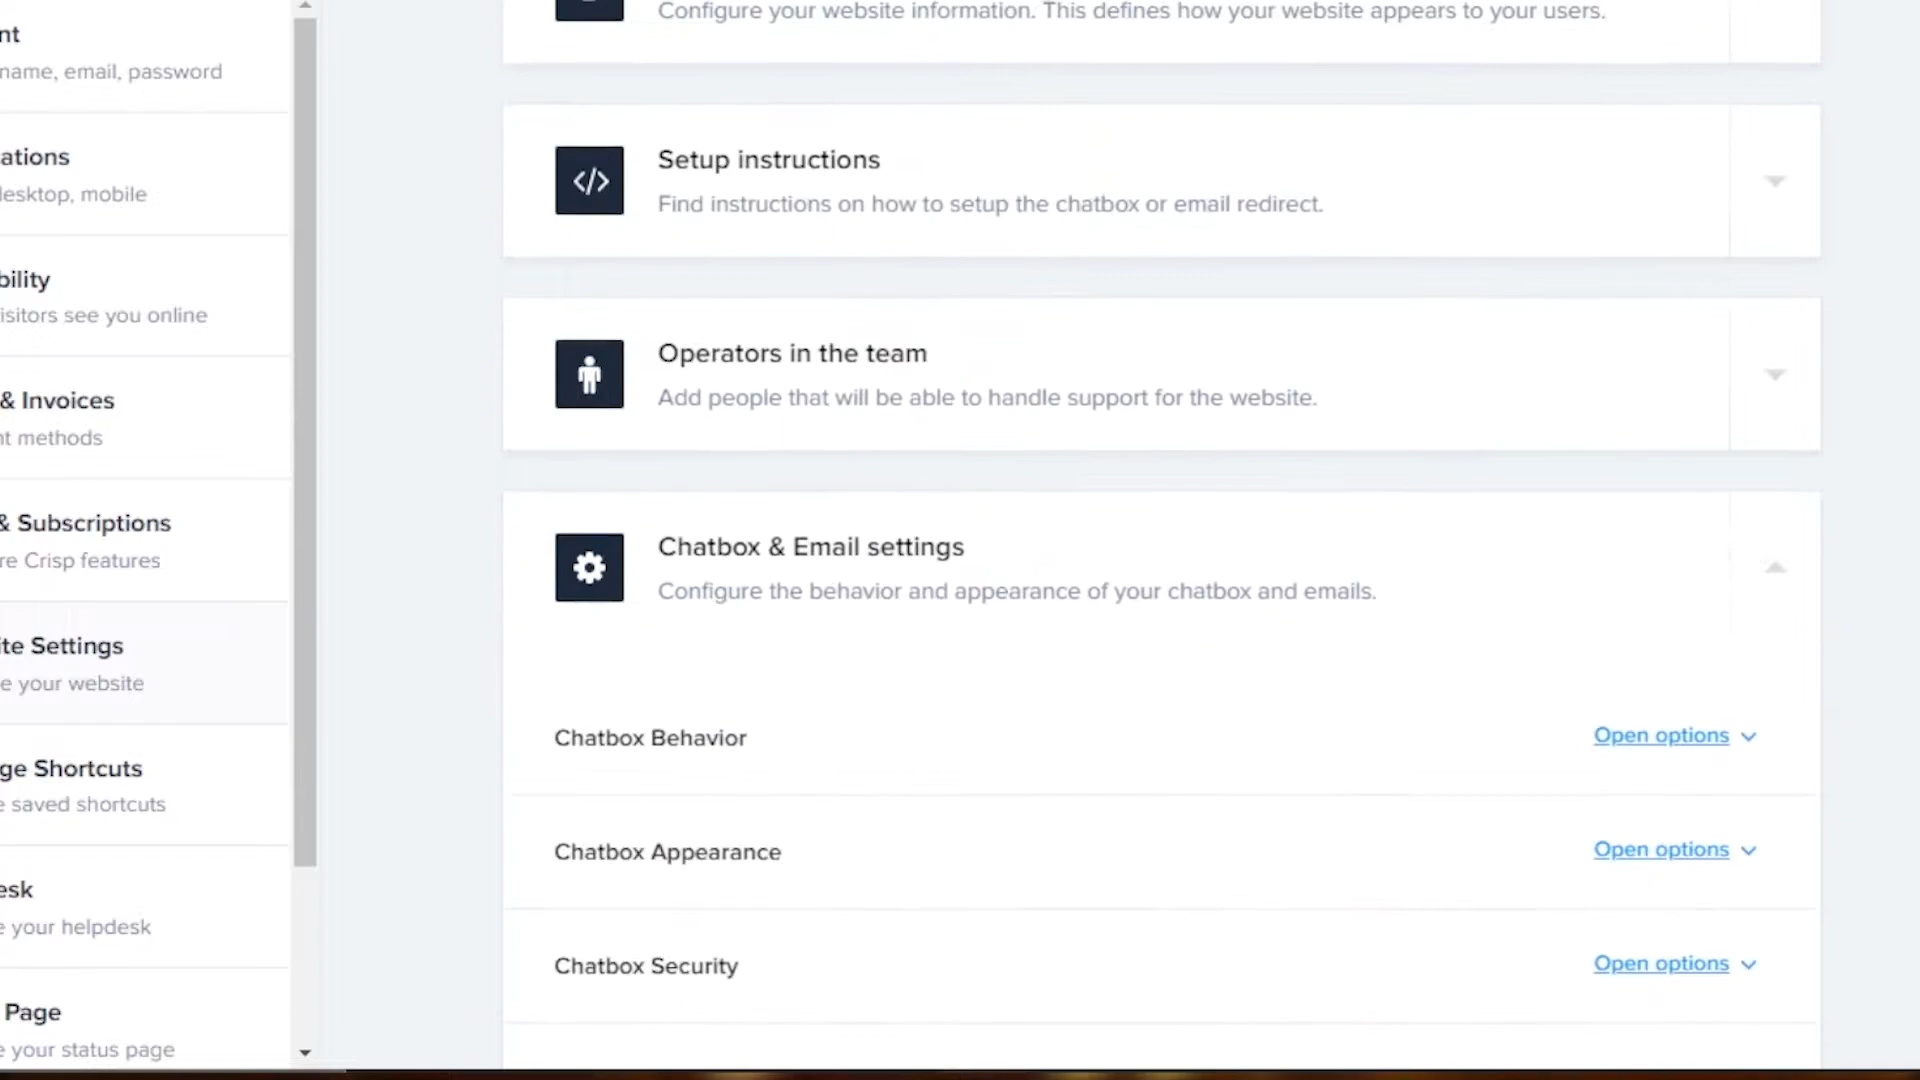 nt
name, email, password
ations
desktop, mobile
bility
isitors see you online
& Invoices
nt methods
& Subscriptions
re Crisp features
ite Settings
e your website
ge Shortcuts
e saved shortcuts
esk
e your helpdesk
Page
e your status page
Configure your website information. This defines how your website appears to your users.
</>
Setup instructions
Find instructions on how to setup the chatbox or email redirect.
Operators in the team
Add people that will be able to handle support for the website.
Chatbox & Email settings
Configure the behavior and appearance of your chatbox and emails.
Chatbox Behavior
Open options
Chatbox Appearance
Open options
Chatbox Security
Open options